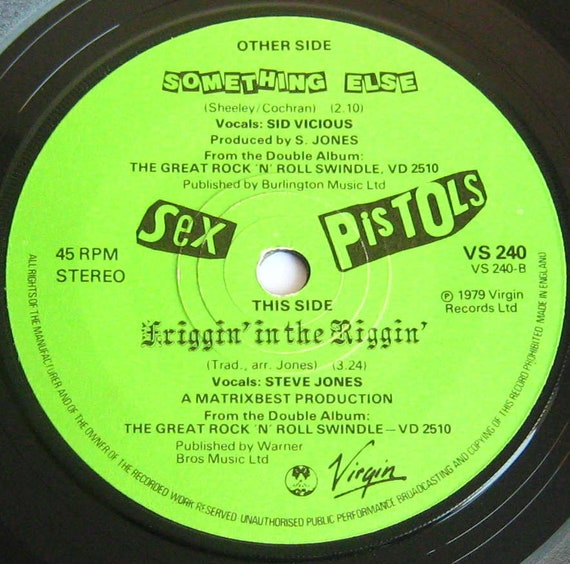 OTHER SIDE
SOMETHING ELSE
(Sheeley/Cochran) (2.10)
Vocals: SID VICIOUS
Produced by S. JONES
From the Double Album:
THE GREAT ROCK 'N' ROLL SWINDLE, VD 2510
Published by Burlington Music Ltd
SEX PISTOLS
45 RPM
STEREO
VS 240
VS 240-B
℗ 1979 Virgin
Records Ltd
THIS SIDE
Friggin' in the Riggin'
(Trad., arr. Jones) (3.24)
Vocals: STEVE JONES
A MATRIXBEST PRODUCTION
From the Double Album:
THE GREAT ROCK 'N' ROLL SWINDLE—VD 2510
Published by Warner
Bros Music Ltd
Virgin
ALL RIGHTS OF THE MANUFACTURER AND OF THE OWNER OF THE RECORDED WORK RESERVED UNAUTHORISED PUBLIC PERFORMANCE BROADCASTING AND COPYING OF THIS RECORD PROHIBITED MADE IN ENGLAND